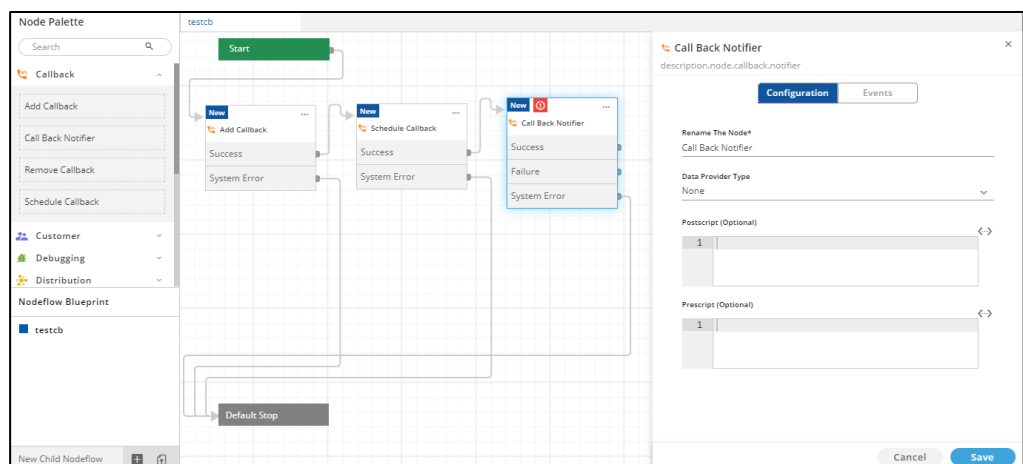 Node Palette
Search
Callback
Add Callback
Call Back Notifier
Remove Callback
Schedule Callback
Customer
Debugging
Distribution
Nodeflow Blueprint
testcb
New Child Nodeflow
testcb
Start
New
...
Add Callback
Success
System Error
New
...
Schedule Callback
Success
System Error
New
...
Call Back Notifier
Success
Failure
System Error
Default Stop
Call Back Notifier
description.node.callback.notifier
Configuration
Events
Rename The Node*
Call Back Notifier
Data Provider Type
None
Postscript (Optional)
1
Prescript (Optional)
1
Cancel
Save